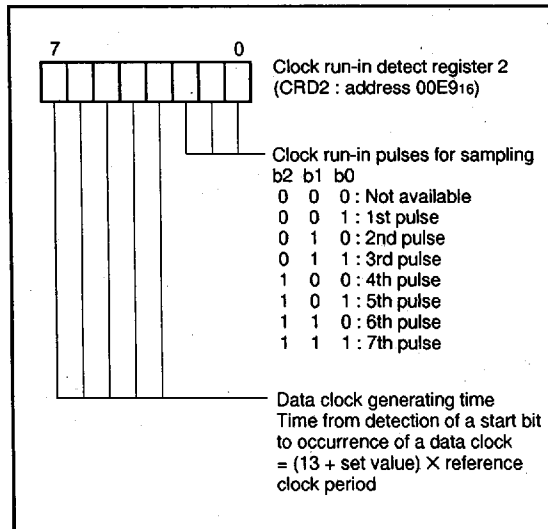 7 0
Clock run-in detect register 2
(CRD2 : address 00E916)
Clock run-in pulses for sampling
b2 b1 b0
0 0 0 : Not available
0 0 1 : 1st pulse
0 1 0 : 2nd pulse
0 1 1 : 3rd pulse
1 0 0 : 4th pulse
1 0 1 : 5th pulse
1 1 0 : 6th pulse
1 1 1 : 7th pulse
Data clock generating time
Time from detection of a start bit
to occurrence of a data clock
= (13 + set value) × reference
clock period